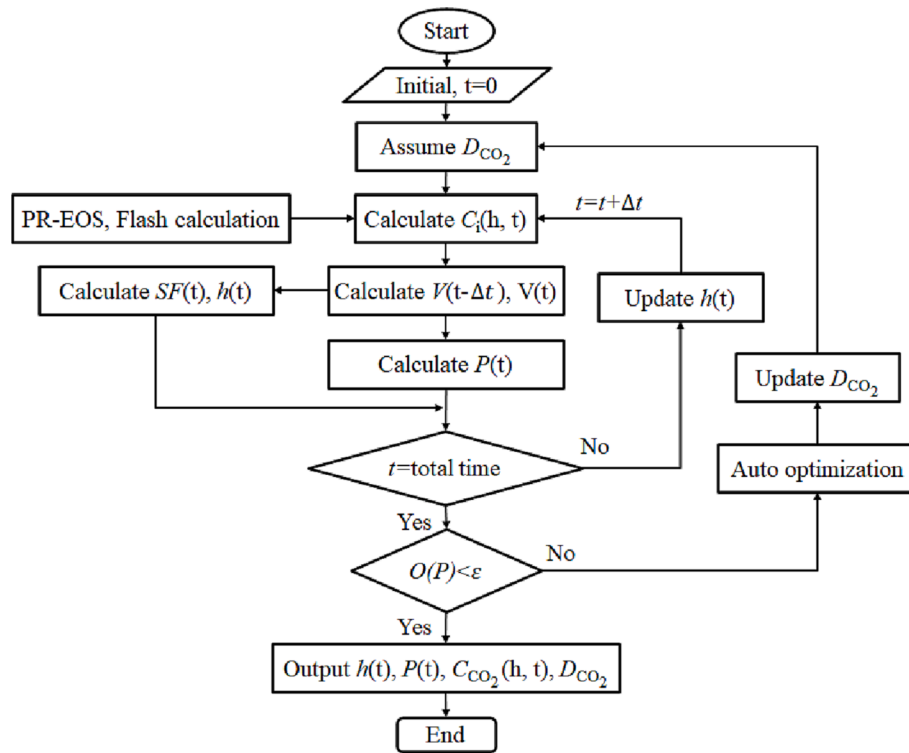 Start
Initial, t=0
Assume D_CO₂
t=t+Δt
PR-EOS, Flash calculation
Calculate C_i(h, t)
Calculate SF(t), h(t)
Calculate V(t-Δt), V(t)
Update h(t)
Calculate P(t)
Update D_CO₂
No
t=total time
Auto optimization
Yes
No
O(P)<ε
Yes
Output h(t), P(t), C_CO₂(h, t), D_CO₂
End